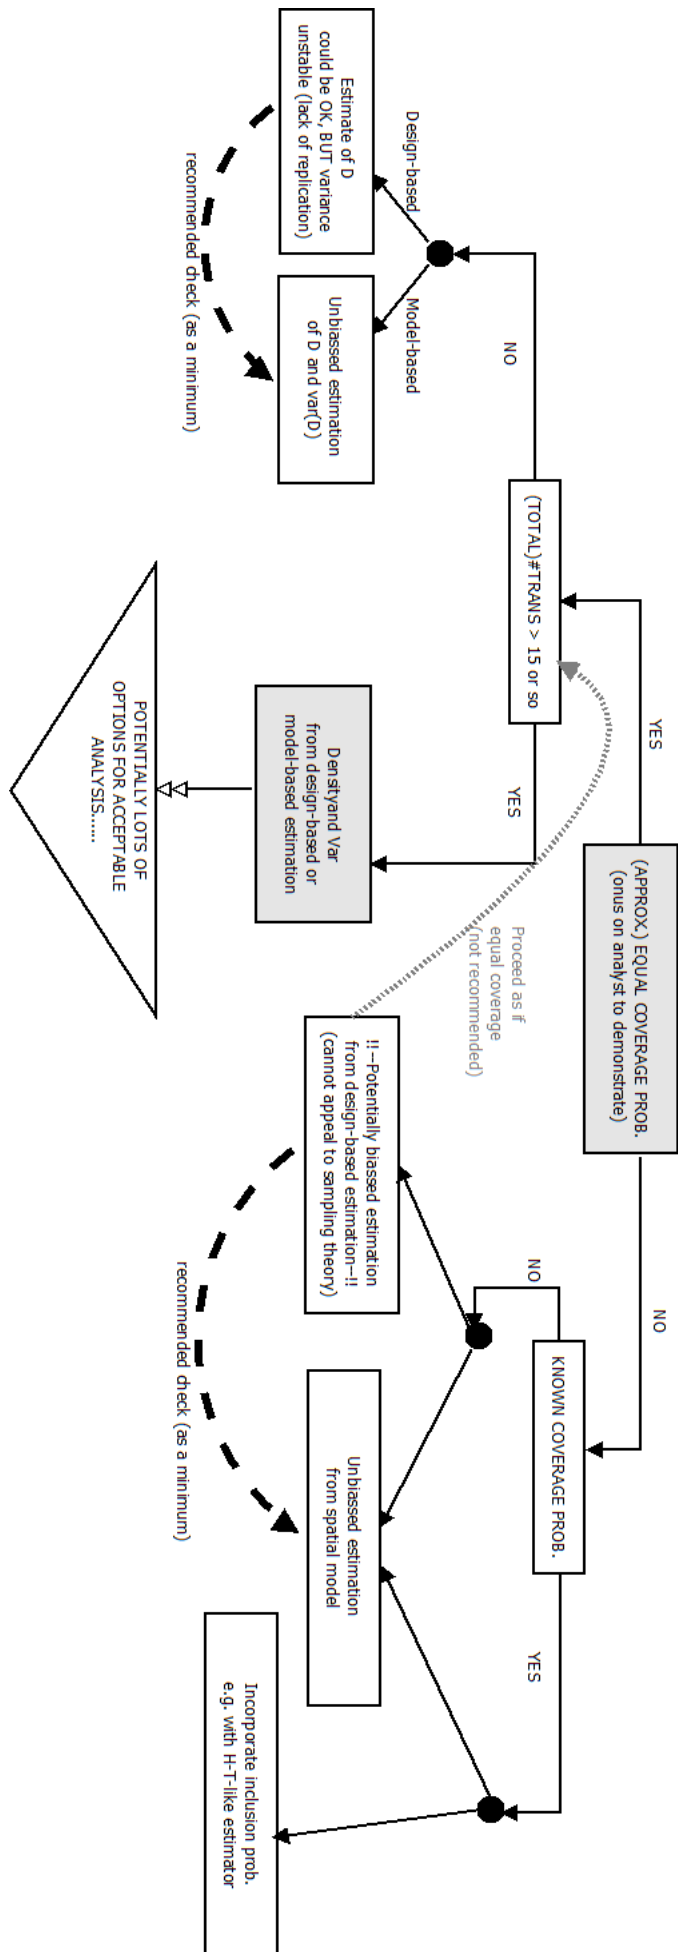 (APPROX.) EQUAL COVERAGE PROB.
(onus on analyst to demonstrate)
YES
NO
(TOTAL)#TRANS > 15 or so
KNOWN COVERAGE PROB.
NO
YES
NO
YES
Proceed as if
equal coverage
(not recommended)
Design-based
Model-based
Estimate of D
could be OK, BUT variance
unstable (lack of replication)
Unbiassed estimation
of D and var(D)
Densityand Var
from design-based or
model-based estimation
!!--Potentially biassed estimation
from design-based estimation--!!
(cannot appeal to sampling theory)
Unbiassed estimation
from spatial model
Incorporate inclusion prob.
e.g. with H-T-like estimator
recommended check (as a minimum)
recommended check (as a minimum)
POTENTIALLY LOTS OF
OPTIONS FOR ACCEPTABLE
ANALYSIS......